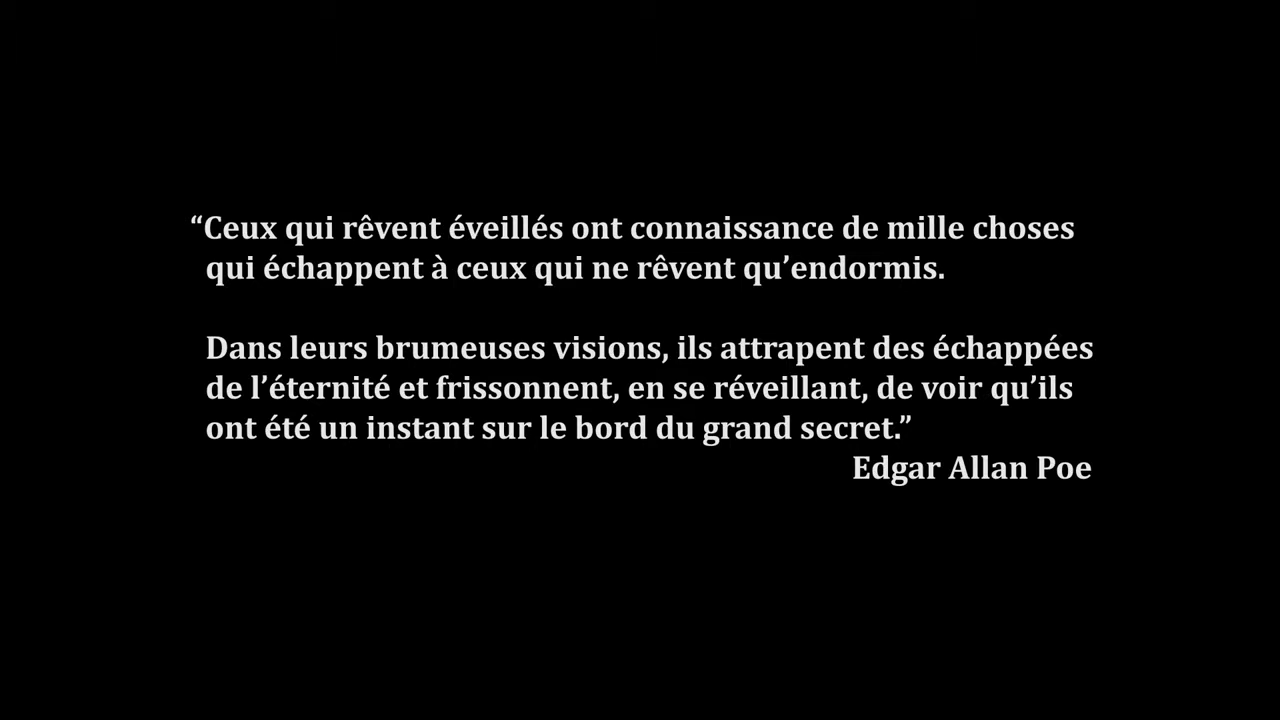 “Ceux qui rêvent éveillés ont connaissance de mille choses
qui échappent à ceux qui ne rêvent qu’endormis.
Dans leurs brumeuses visions, ils attrapent des échappées
de l’éternité et frissonnent, en se réveillant, de voir qu’ils
ont été un instant sur le bord du grand secret.”
Edgar Allan Poe